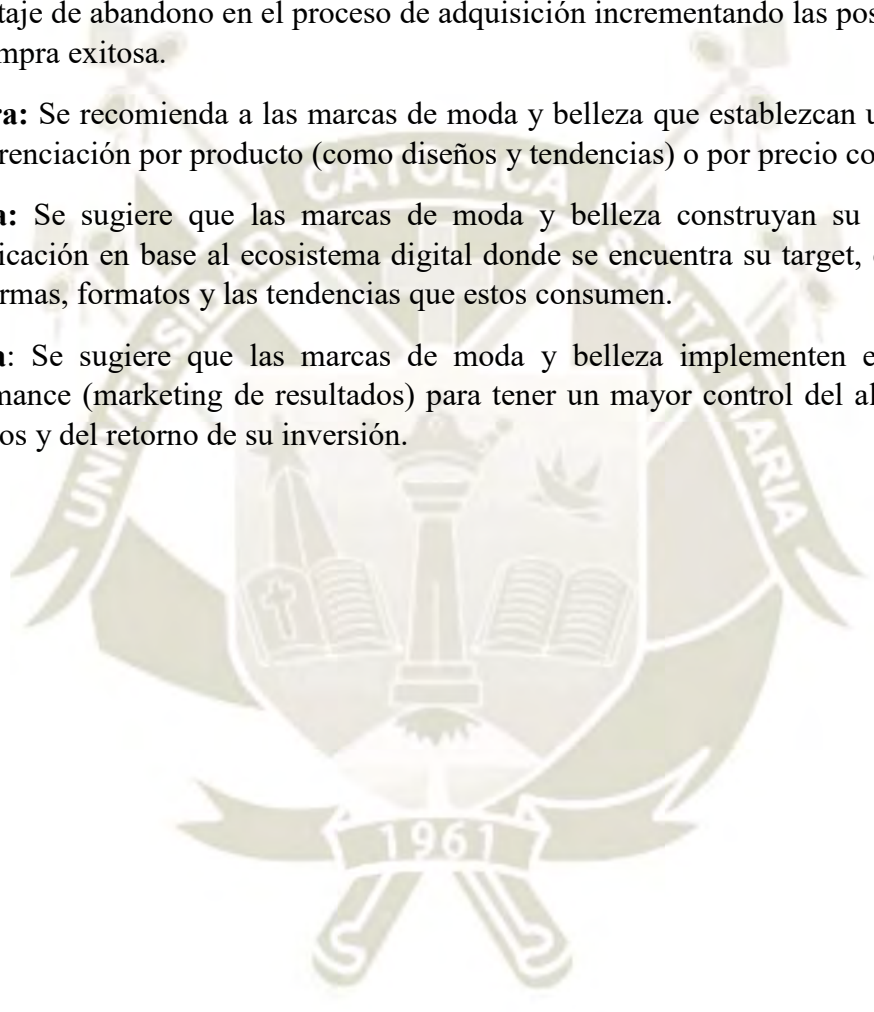 taje de abandono en el proceso de adquisición incrementando las pos
mpra exitosa.
ra: Se recomienda a las marcas de moda y belleza que establezcan u
renciación por producto (como diseños y tendencias) o por precio co
a: Se sugiere que las marcas de moda y belleza construyan su
icación en base al ecosistema digital donde se encuentra su target,
rmas, formatos y las tendencias que estos consumen.
a: Se sugiere que las marcas de moda y belleza implementen e
mance (marketing de resultados) para tener un mayor control del al
os y del retorno de su inversión.
UNIVERSIDAD CATOLICA SANTA MARIA
1961